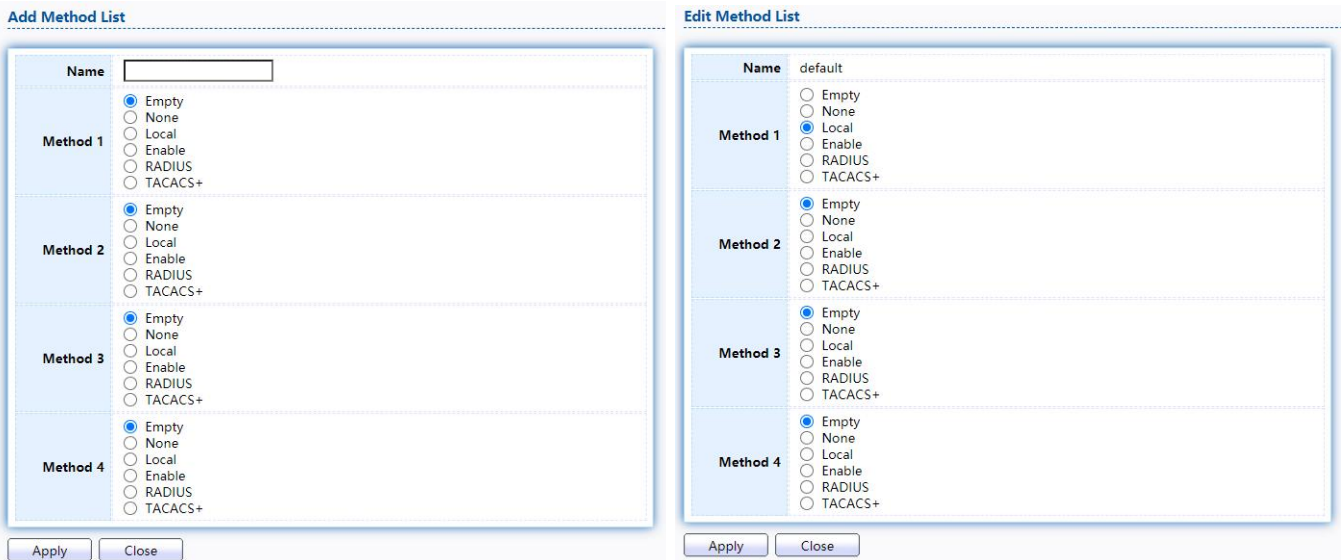 Add Method List
Name
Method 1
Empty
None
Local
Enable
RADIUS
TACACS+
Method 2
Empty
None
Local
Enable
RADIUS
TACACS+
Method 3
Empty
None
Local
Enable
RADIUS
TACACS+
Method 4
Empty
None
Local
Enable
RADIUS
TACACS+
Apply Close
Edit Method List
Name default
Method 1
Empty
None
Local
Enable
RADIUS
TACACS+
Method 2
Empty
None
Local
Enable
RADIUS
TACACS+
Method 3
Empty
None
Local
Enable
RADIUS
TACACS+
Method 4
Empty
None
Local
Enable
RADIUS
TACACS+
Apply Close